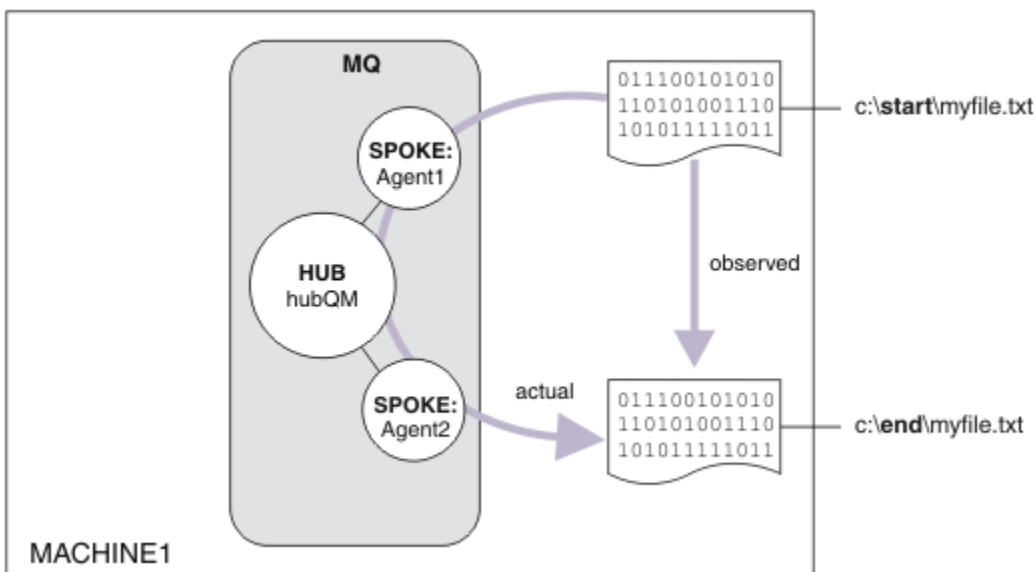 MQ
SPOKE:
Agent1
HUB
hubQM
SPOKE:
Agent2
011100101010
110101001110
101011111011
c:\start\myfile.txt
observed
actual
011100101010
110101001110
101011111011
c:\end\myfile.txt
MACHINE1